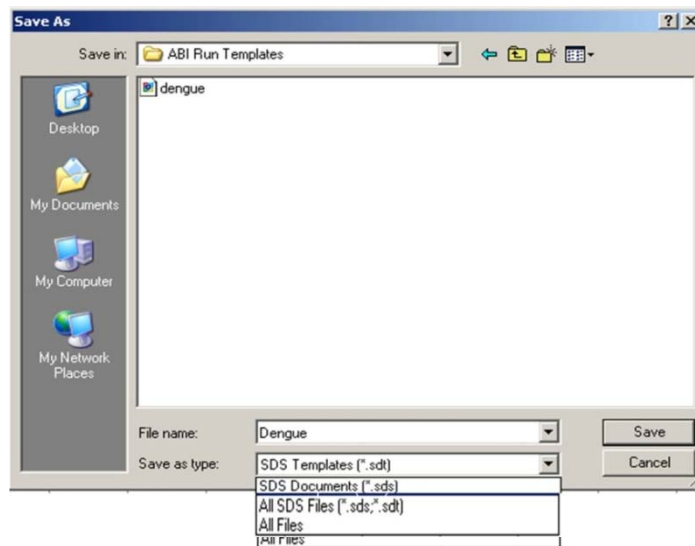 Save As
Save in:
ABI Run Templates
dengue
Desktop
My Documents
My Computer
My Network
Places
File name:
Dengue
Save
Save as type:
SDS Templates (*.sdt)
Cancel
SDS Documents (*.sds)
All SDS Files (*.sds;*.sdt)
All Files
All Files